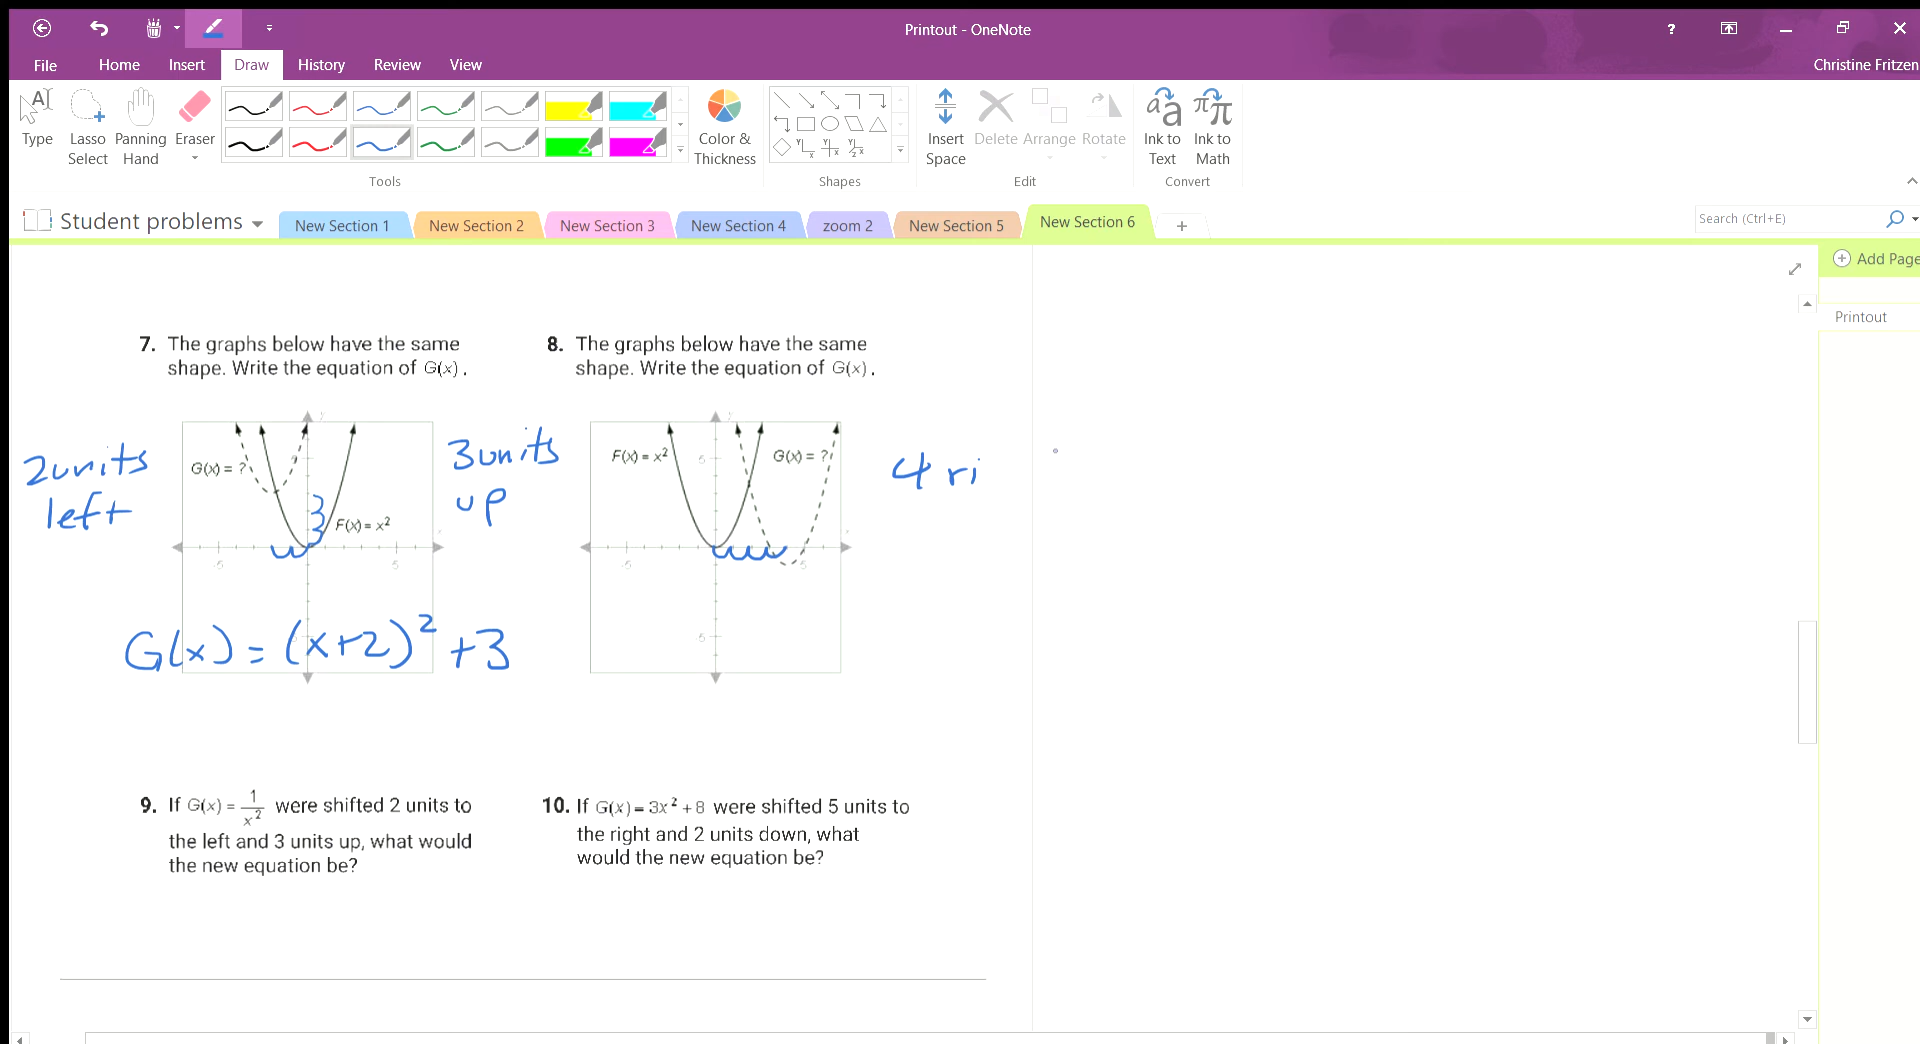 Printout - OneNote
?
File Home Insert Draw History Review View
Christine Fritzen
Type
Lasso Select
Panning Hand
Eraser
Color & Thickness
Insert Space
Delete
Arrange
Rotate
Ink to Text
Ink to Math
Tools
Shapes
Edit
Convert
Student problems
New Section 1
New Section 2
New Section 3
New Section 4
zoom 2
New Section 5
New Section 6
+
Search (Ctrl+E)
Add Page
Printout
7. The graphs below have the same
shape. Write the equation of G(x).
2units
left
G(x) = ?
F(x) = x²
3units
up
-5
5
y
G(x) = (x+2)² +3
8. The graphs below have the same
shape. Write the equation of G(x).
F(x) = x²
G(x) = ?
5
-5
5
y
4 ri
9. If G(x) = 1/x² were shifted 2 units to
the left and 3 units up, what would
the new equation be?
10. If G(x) = 3x² + 8 were shifted 5 units to
the right and 2 units down, what
would the new equation be?